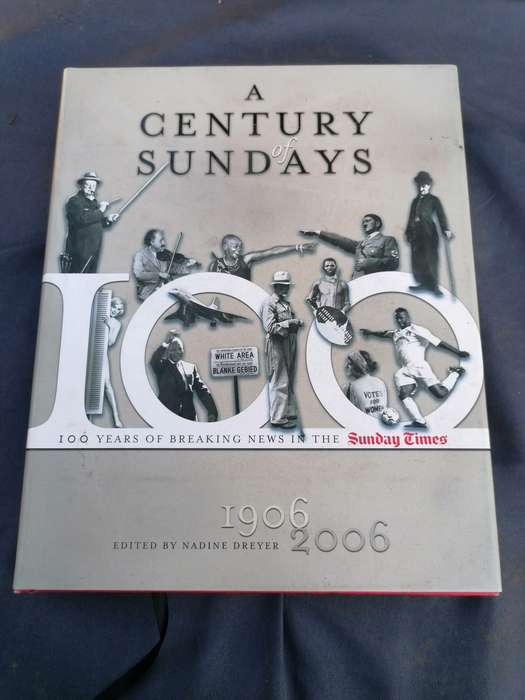 A
CENTURY
of
SUNDAYS
100
WHITE AREA
BLANKE GEBIED
VOTES
FOR
WOMEN
100 YEARS OF BREAKING NEWS IN THE Sunday Times
1906
2006
EDITED BY NADINE DREYER